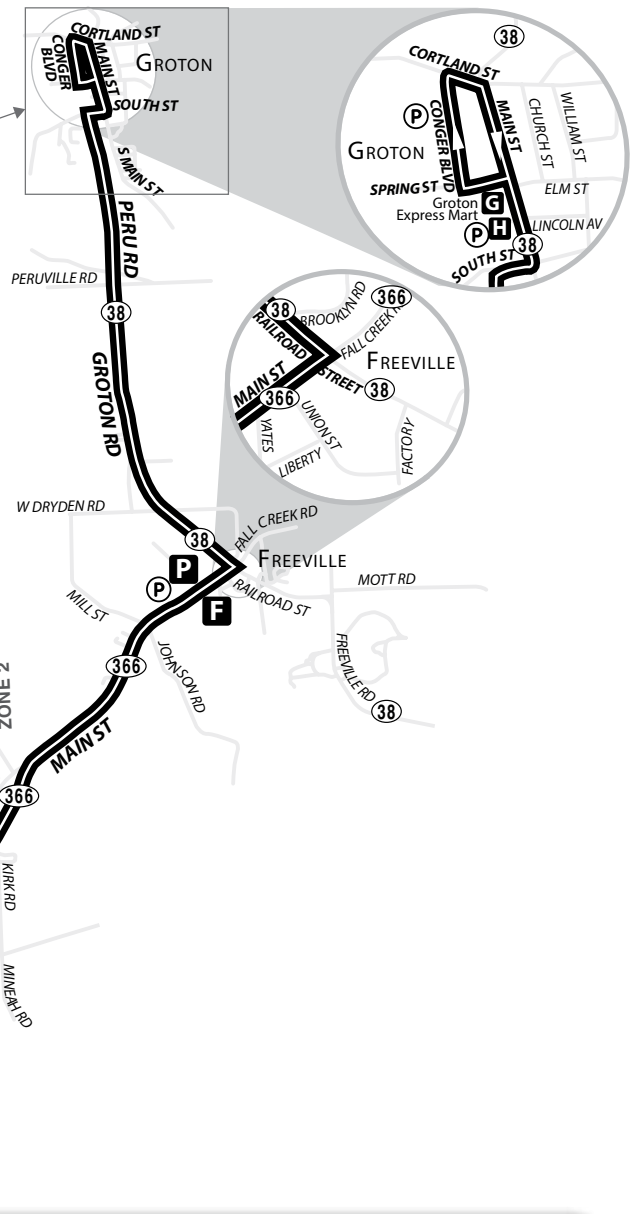 CORTLAND ST
CONGER BLVD
MAIN ST
GROTON
SOUTH ST
S MAIN ST
PERU RD
PERUVILLE RD
38
GROTON RD
W DRYDEN RD
38
FALL CREEK RD
FREEVILLE
P
P
F
RAILROAD ST
MOTT RD
MILL ST
JOHNSON RD
366
FREEVILLE RD
38
ZONE 2
MAIN ST
366
KIRK RD
MINEAH RD
38
CORTLAND ST
P
CONGER BLVD
MAIN ST
CHURCH ST
WILLIAM ST
GROTON
SPRING ST
ELM ST
Groton
Express Mart
G
P
H
LINCOLN AV
38
SOUTH ST
38
BROOKLYN RD
366
RAILROAD
STREET
FALL CREEK
FREEVILLE
MAIN ST
38
366
UNION ST
YATES
LIBERTY
FACTORY